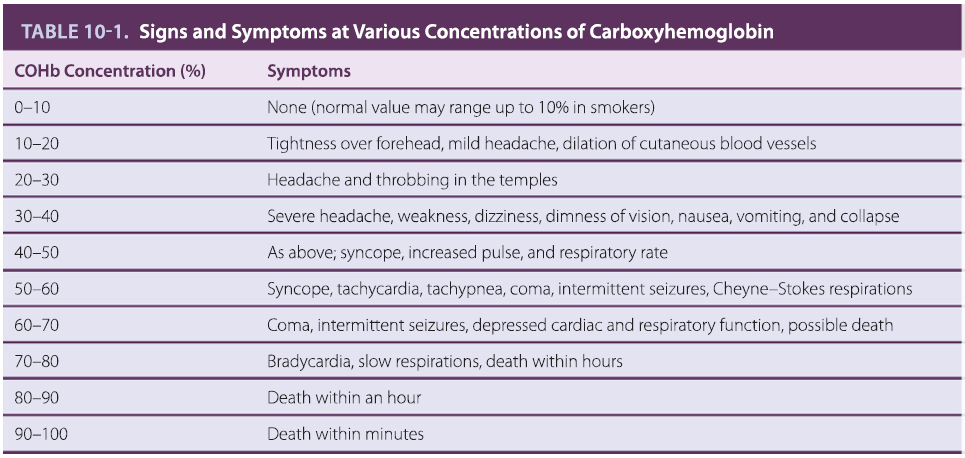 TABLE 10-1. Signs and Symptoms at Various Concentrations of Carboxyhemoglobin
COHb Concentration (%) Symptoms
0–10 None (normal value may range up to 10% in smokers)
10–20 Tightness over forehead, mild headache, dilation of cutaneous blood vessels
20–30 Headache and throbbing in the temples
30–40 Severe headache, weakness, dizziness, dimness of vision, nausea, vomiting, and collapse
40–50 As above; syncope, increased pulse, and respiratory rate
50–60 Syncope, tachycardia, tachypnea, coma, intermittent seizures, Cheyne–Stokes respirations
60–70 Coma, intermittent seizures, depressed cardiac and respiratory function, possible death
70–80 Bradycardia, slow respirations, death within hours
80–90 Death within an hour
90–100 Death within minutes